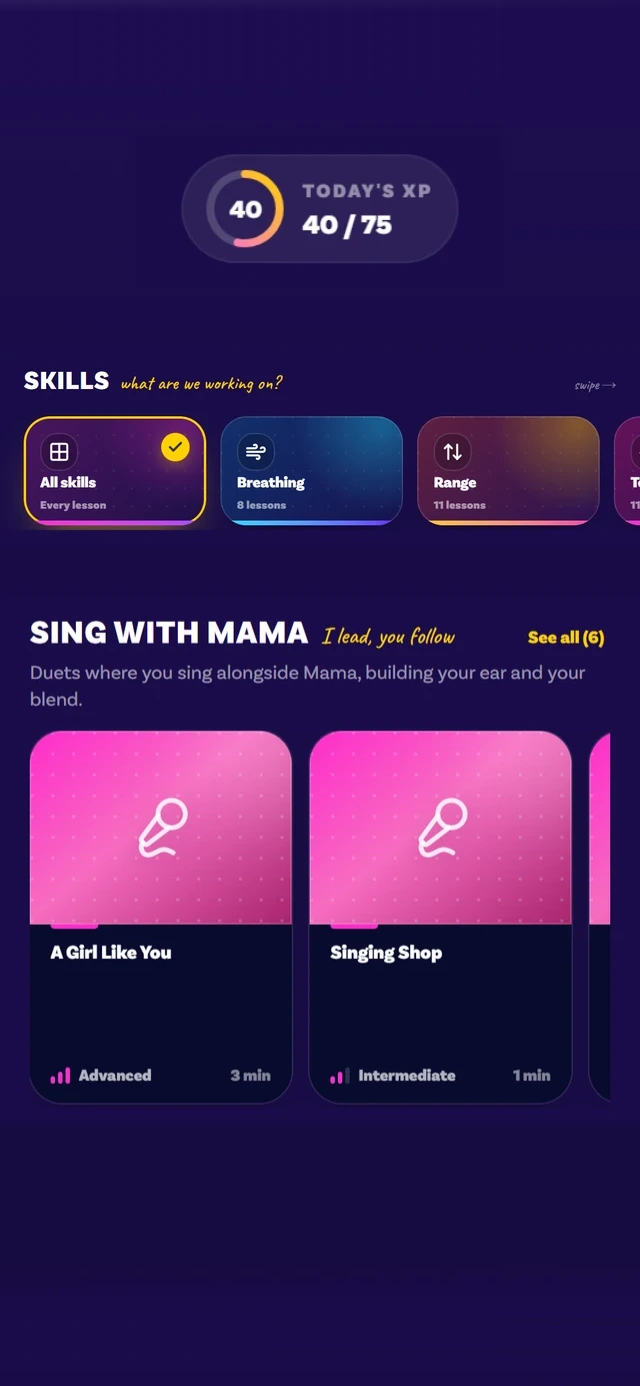 40
TODAY'S XP
40 / 75
SKILLS what are we working on?
swipe →
All skills
Every lesson
Breathing
8 lessons
Range
11 lessons
SING WITH MAMA I lead, you follow
See all (6)
Duets where you sing alongside Mama, building your ear and your
blend.
A Girl Like You
Advanced 3 min
Singing Shop
Intermediate 1 min